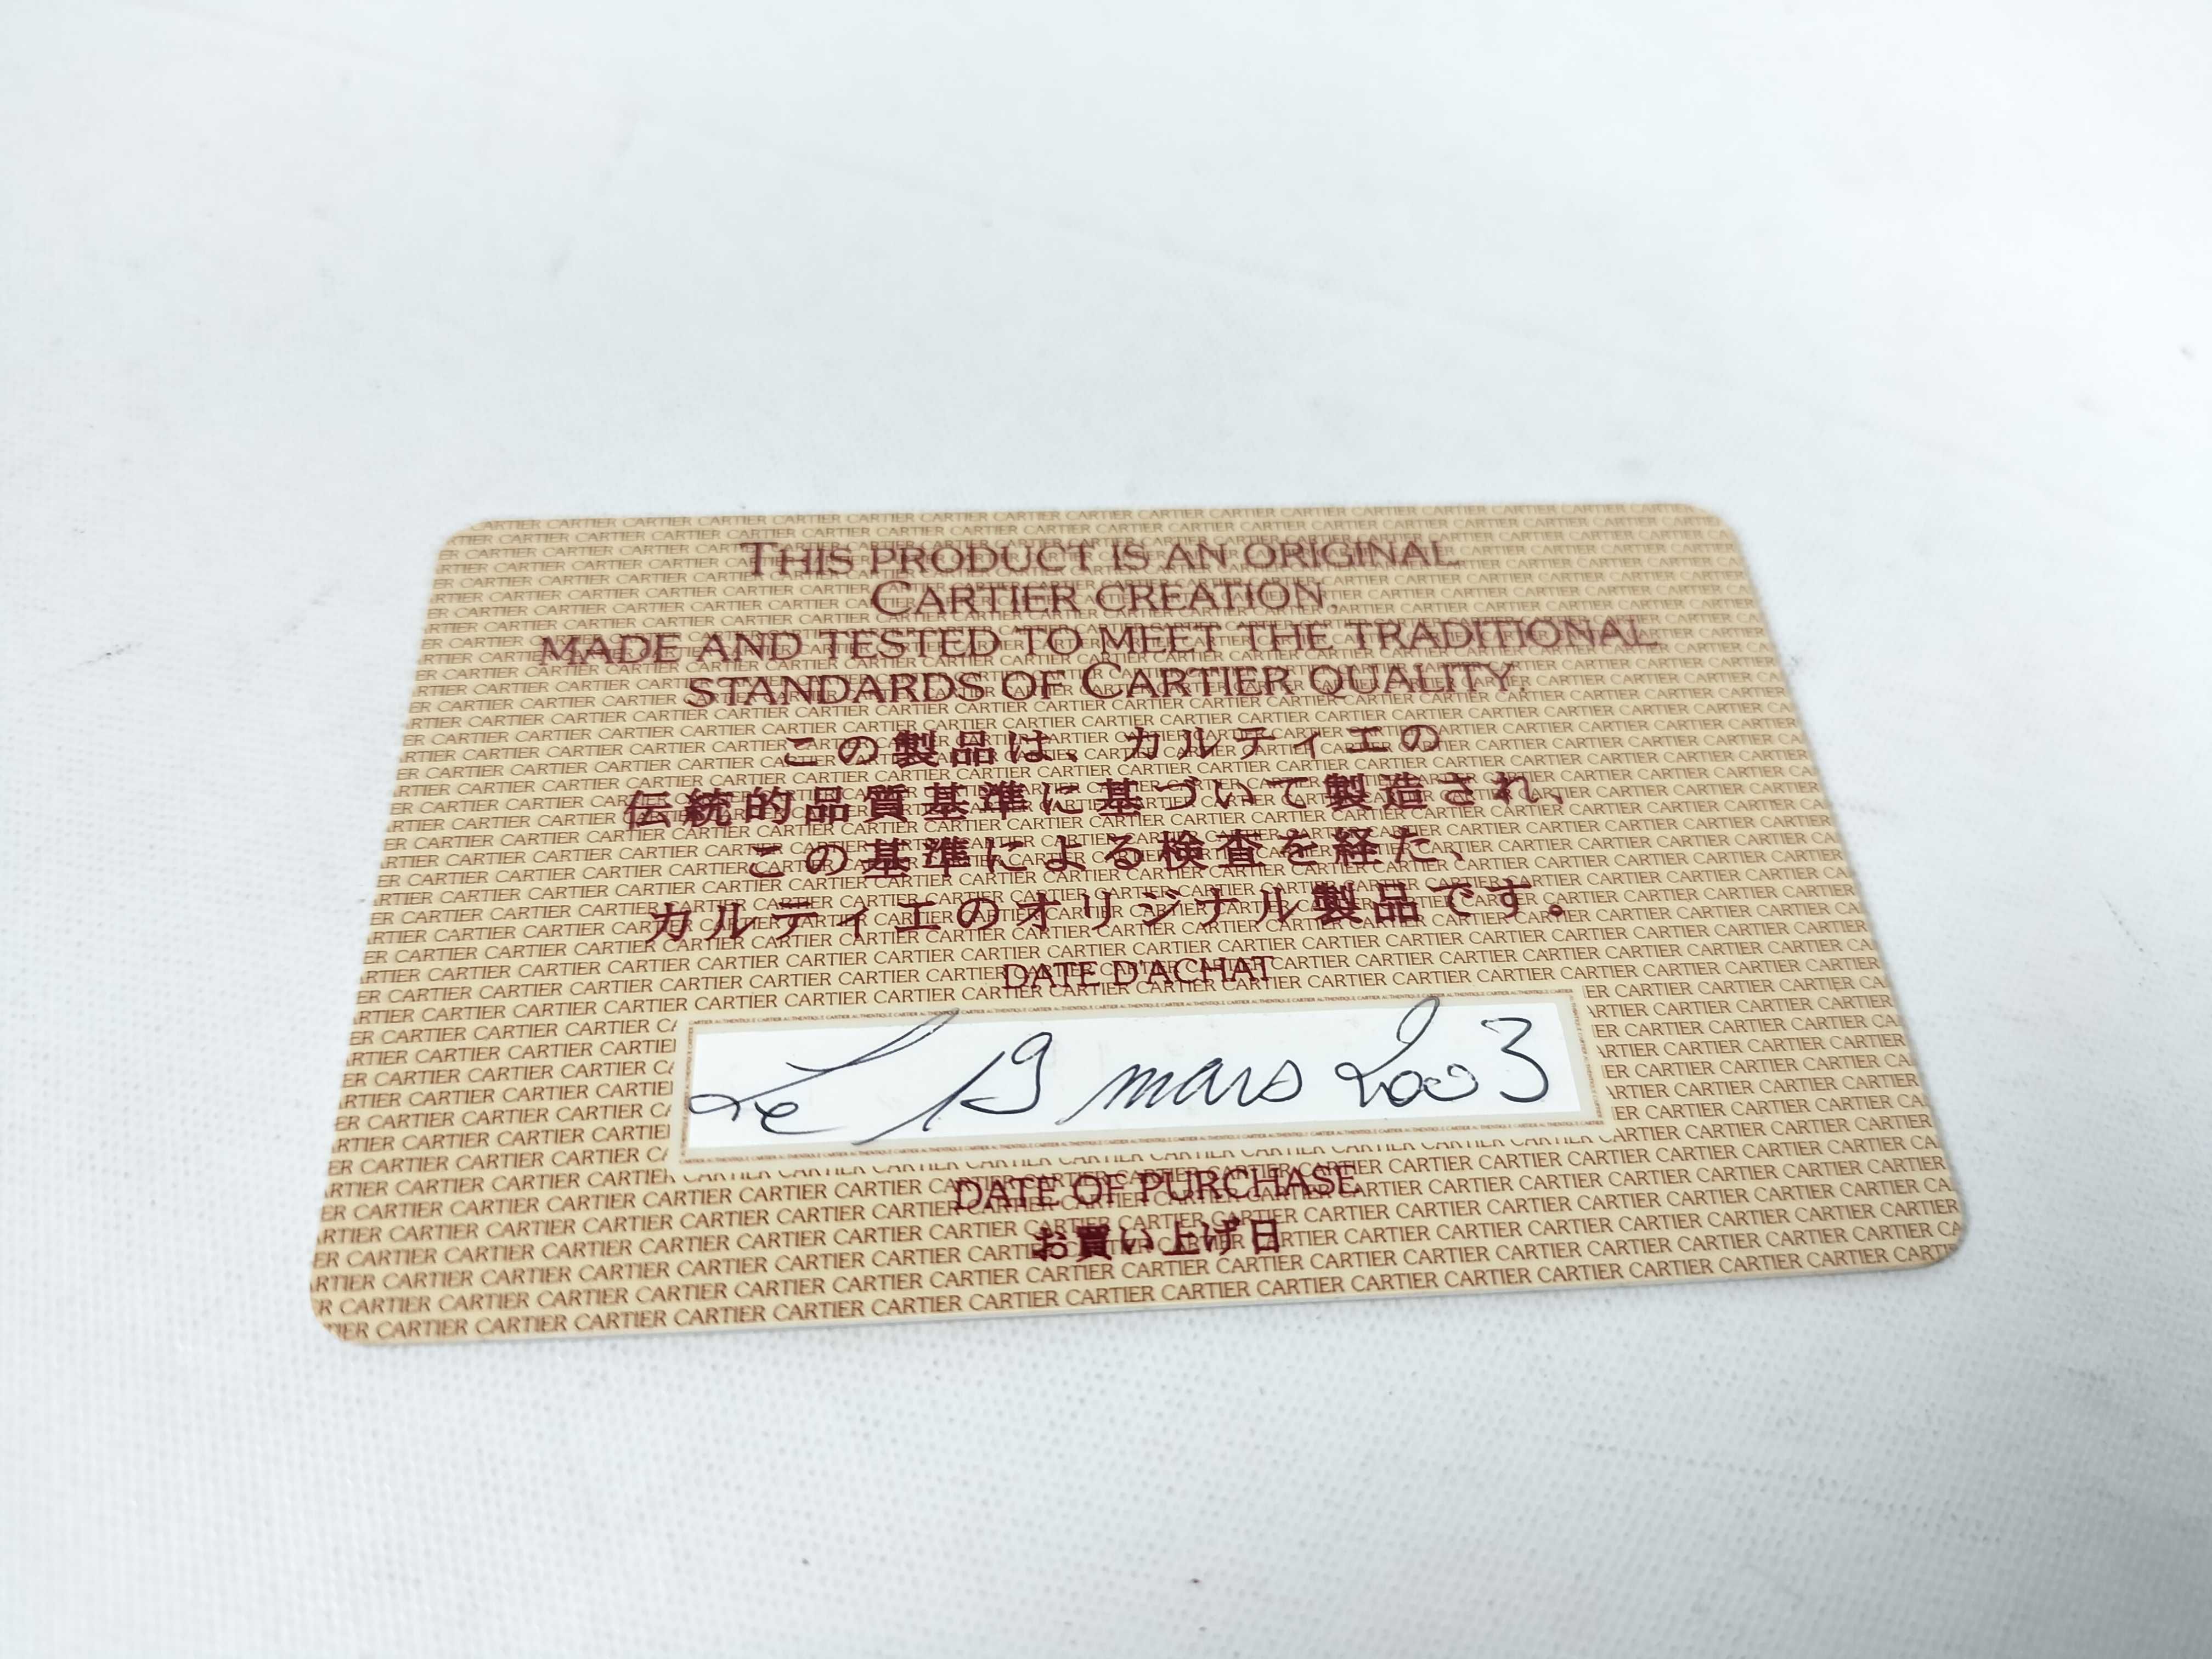 THIS PRODUCT IS AN ORIGINAL
CARTIER CREATION,
MADE AND TESTED TO MEET THE TRADITIONAL
STANDARDS OF CARTIER QUALITY.
この製品は、カルティエの
伝統的品質基準に基づいて製造され、
この基準による検査を経た、
カルティエのオリジナル製品です。
DATE D'ACHAT
Le 19 mars 2003
DATE OF PURCHASE
お買い上げ日